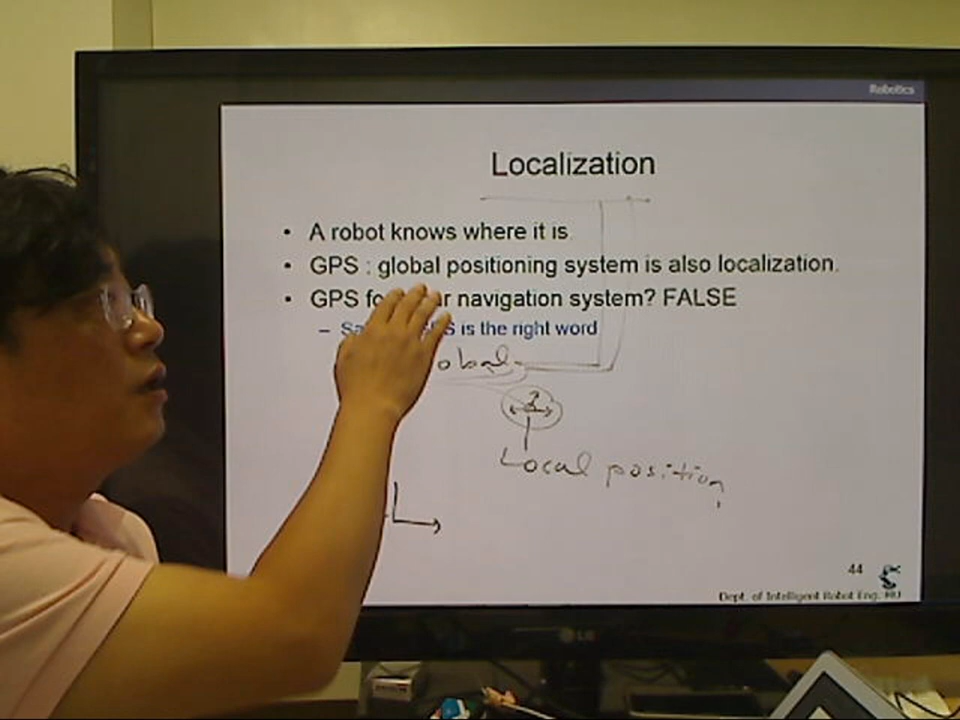 Robotics
Localization
• A robot knows where it is
• GPS : global positioning system is also localization.
• GPS navigation system? FALSE
– is the right word
obal
Local position
44
Dept. of Intelligent Robot Eng. MU
LG